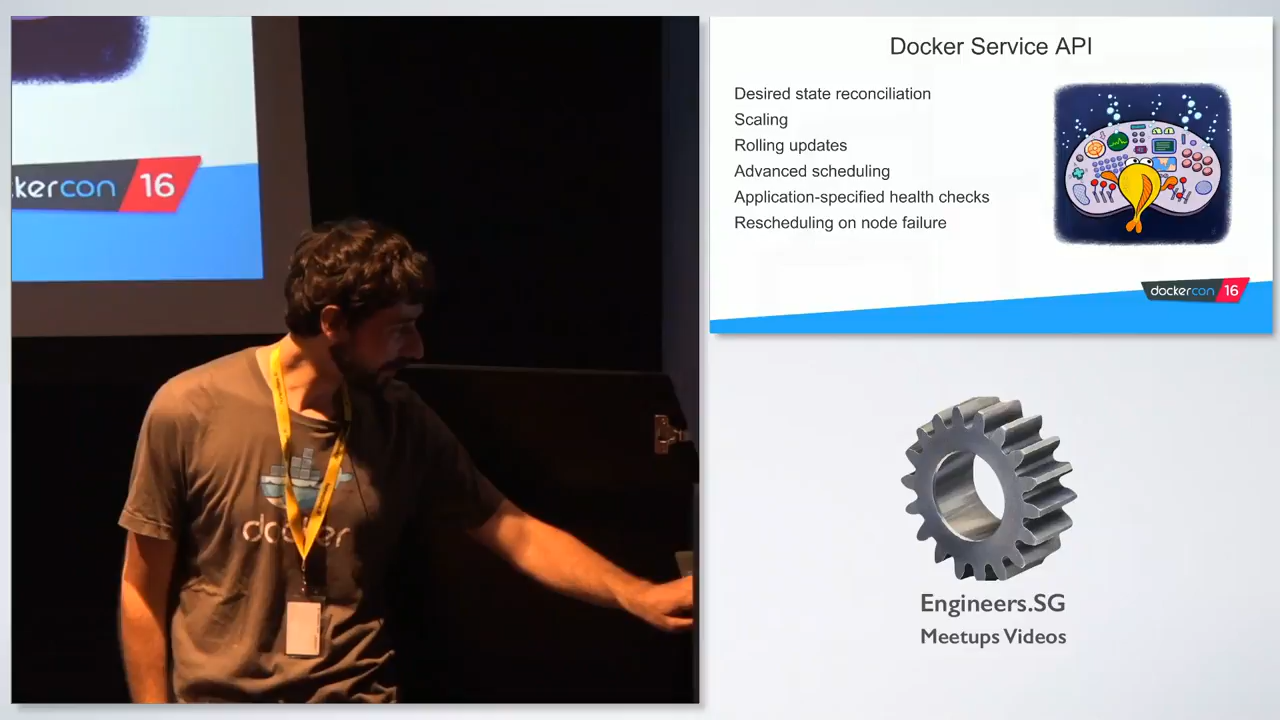 kercon 16
docker
Docker Service API
Desired state reconciliation
Scaling
Rolling updates
Advanced scheduling
Application-specified health checks
Rescheduling on node failure
dockercon 16
Engineers.SG
Meetups Videos